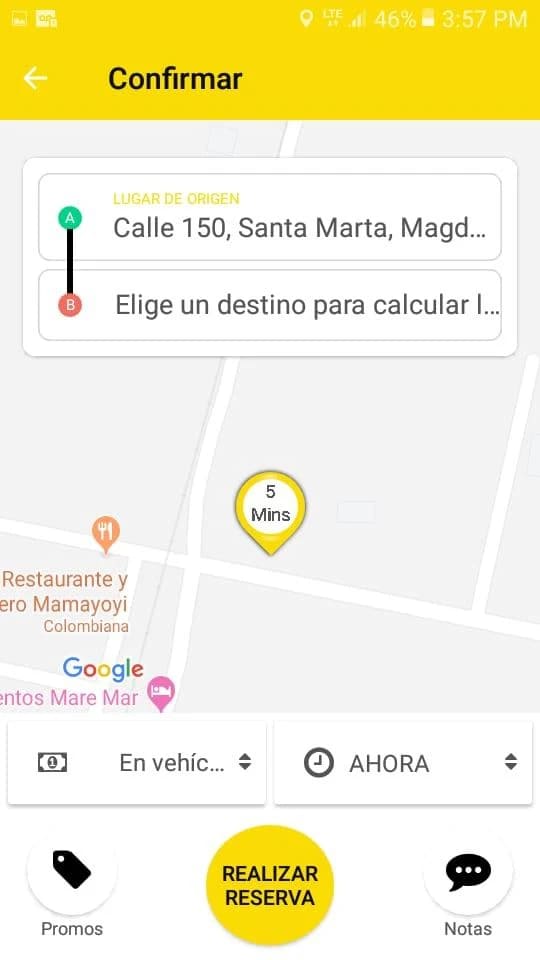 LTE 46% 3:57 PM
Confirmar
A
LUGAR DE ORIGEN
Calle 150, Santa Marta, Magd...
B
Elige un destino para calcular l...
5
Mins
Restaurante y
ero Mamayoyi
Colombiana
Google
entos Mare Mar
1
En vehíc...
AHORA
REALIZAR
RESERVA
Promos
Notas